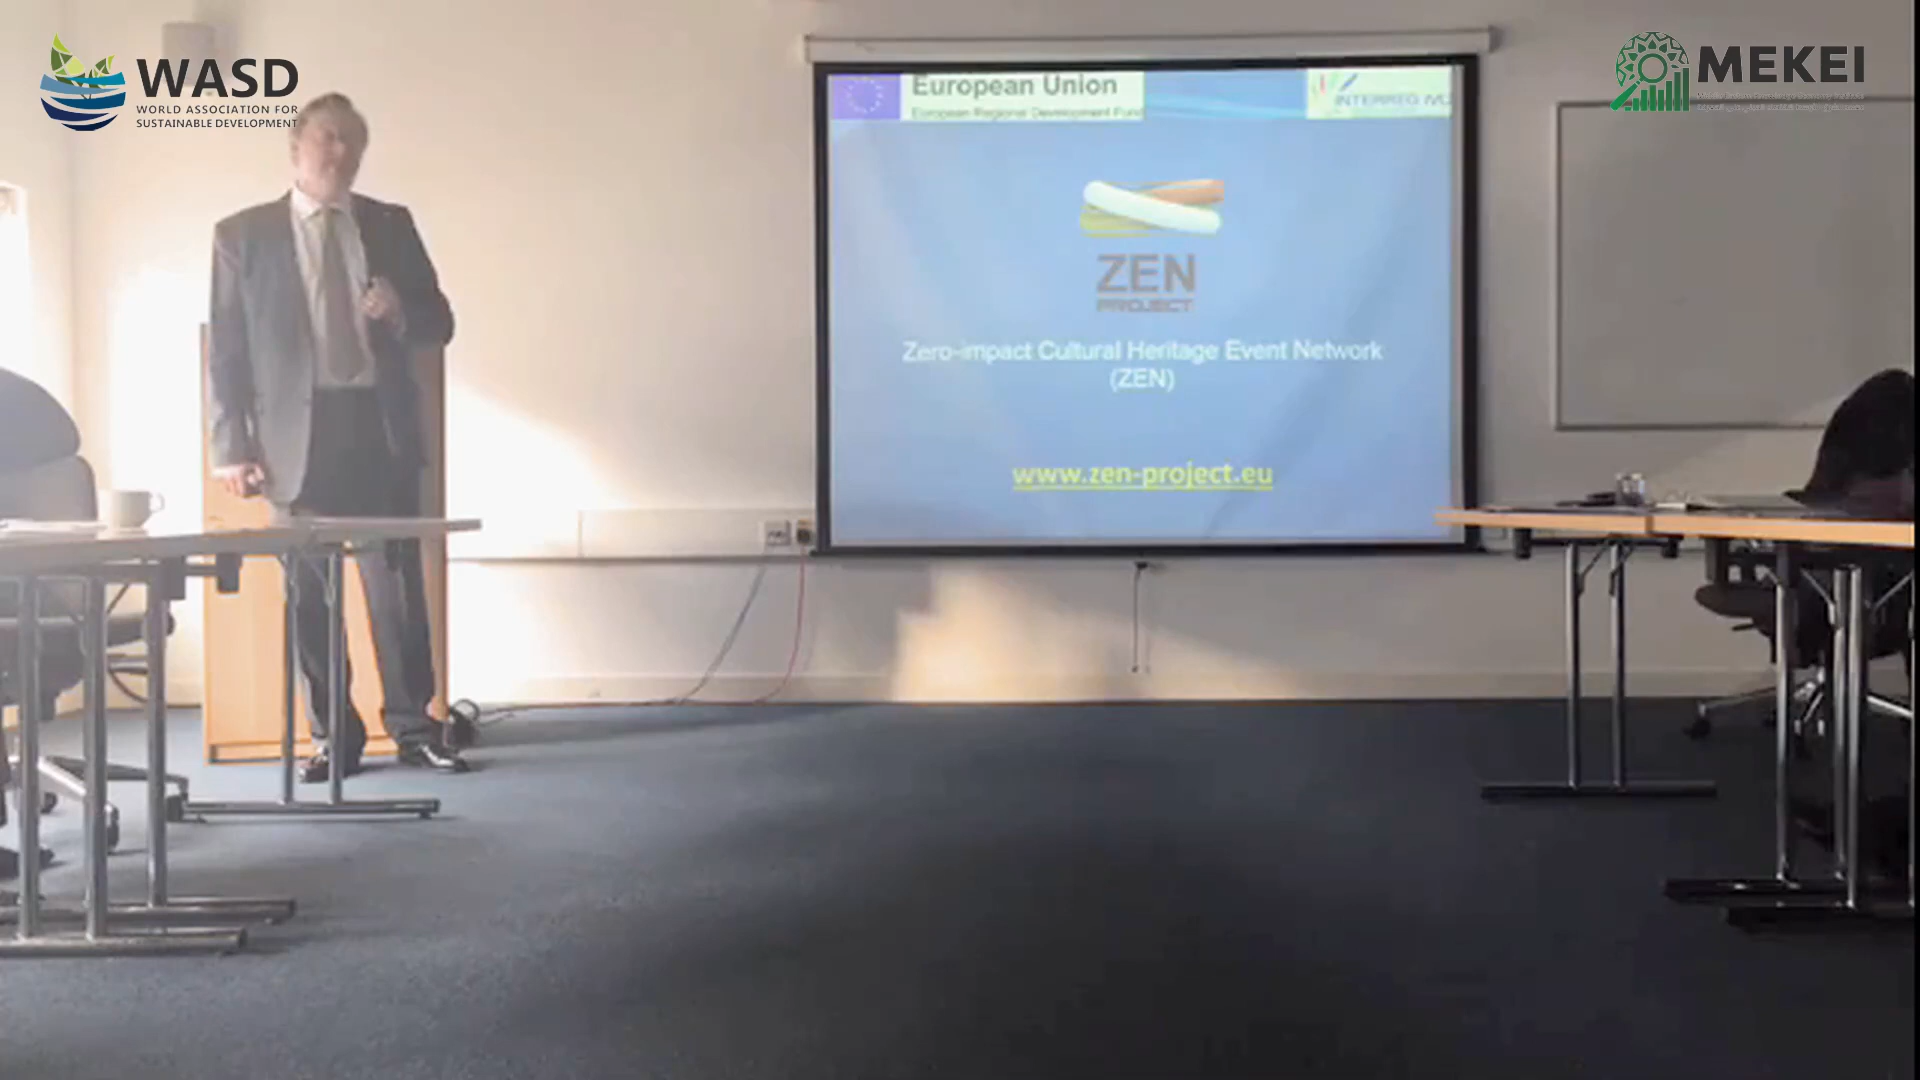 WASD
WORLD ASSOCIATION FOR
SUSTAINABLE DEVELOPMENT
MEKEI
European Union
European Regional Development Fund
INTERREG IVC
ZEN
PROJECT
Zero-impact Cultural Heritage Event Network
(ZEN)
www.zen-project.eu